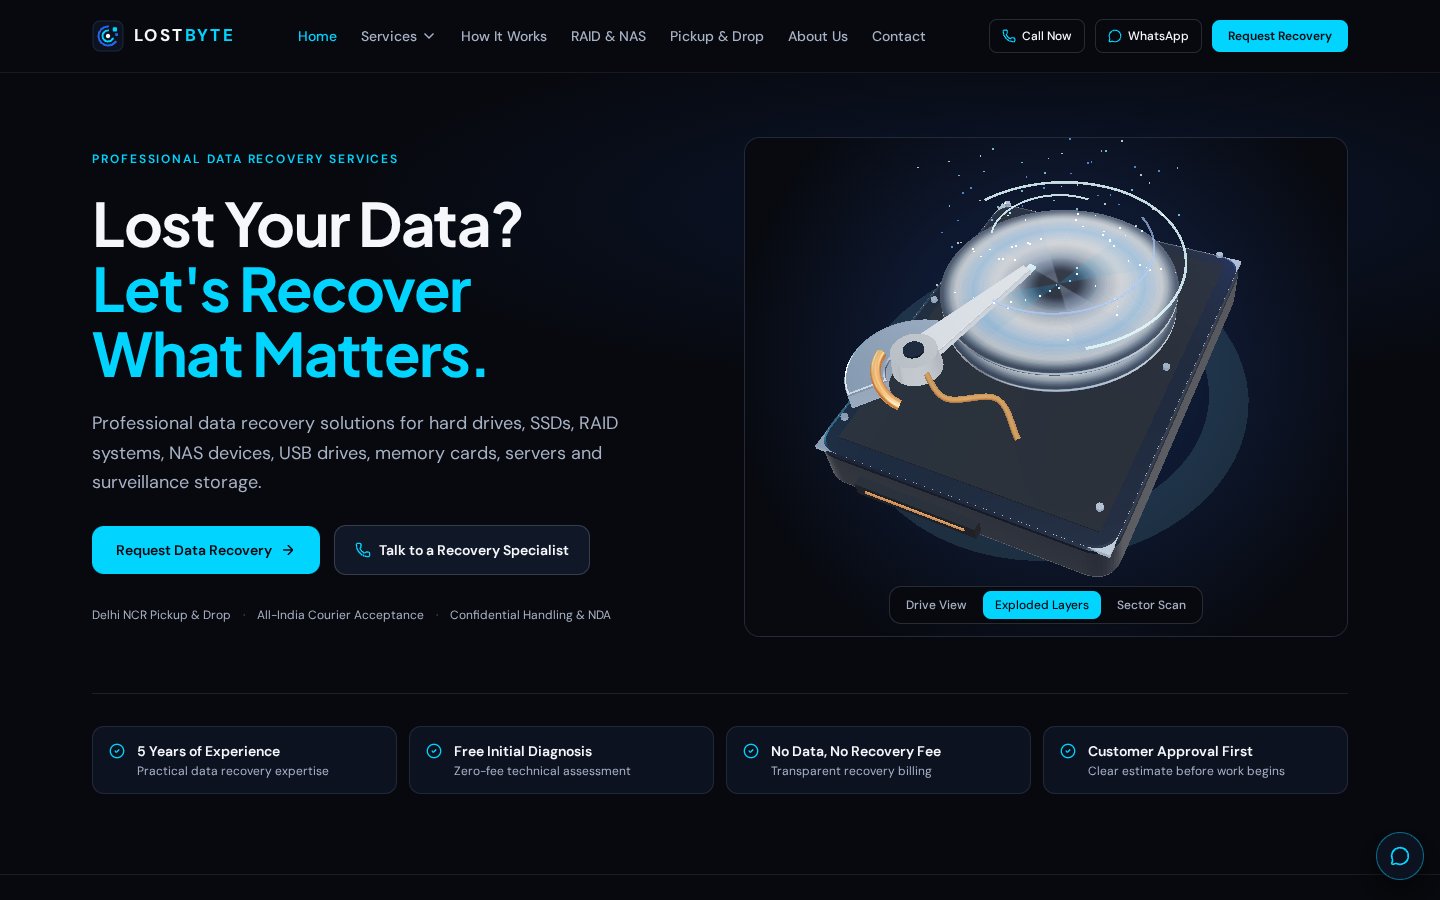 LOSTBYTE
Home
Services
How It Works
RAID & NAS
Pickup & Drop
About Us
Contact
Call Now
WhatsApp
Request Recovery
PROFESSIONAL DATA RECOVERY SERVICES
Lost Your Data?
Let's Recover
What Matters.
Professional data recovery solutions for hard drives, SSDs, RAID
systems, NAS devices, USB drives, memory cards, servers and
surveillance storage.
Request Data Recovery
Talk to a Recovery Specialist
Delhi NCR Pickup & Drop · All-India Courier Acceptance · Confidential Handling & NDA
Drive View
Exploded Layers
Sector Scan
5 Years of Experience
Practical data recovery expertise
Free Initial Diagnosis
Zero-fee technical assessment
No Data, No Recovery Fee
Transparent recovery billing
Customer Approval First
Clear estimate before work begins